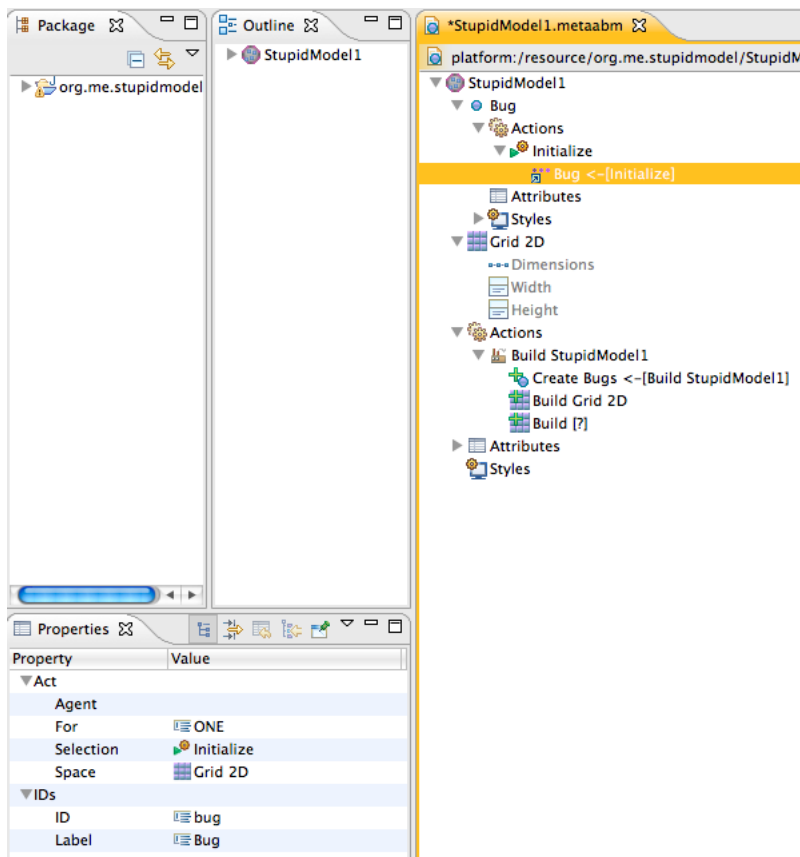 Package
org.me.stupidmodel
Outline
StupidModel1
*StupidModel1.metaabm
platform:/resource/org.me.stupidmodel/StupidM
StupidModel1
Bug
Actions
Initialize
Bug <-[Initialize]
Attributes
Styles
Grid 2D
Dimensions
Width
Height
Actions
Build StupidModel1
Create Bugs <-[Build StupidModel1]
Build Grid 2D
Build [?]
Attributes
Styles
Properties
Property Value
Act
Agent
For ONE
Selection Initialize
Space Grid 2D
IDs
ID bug
Label Bug